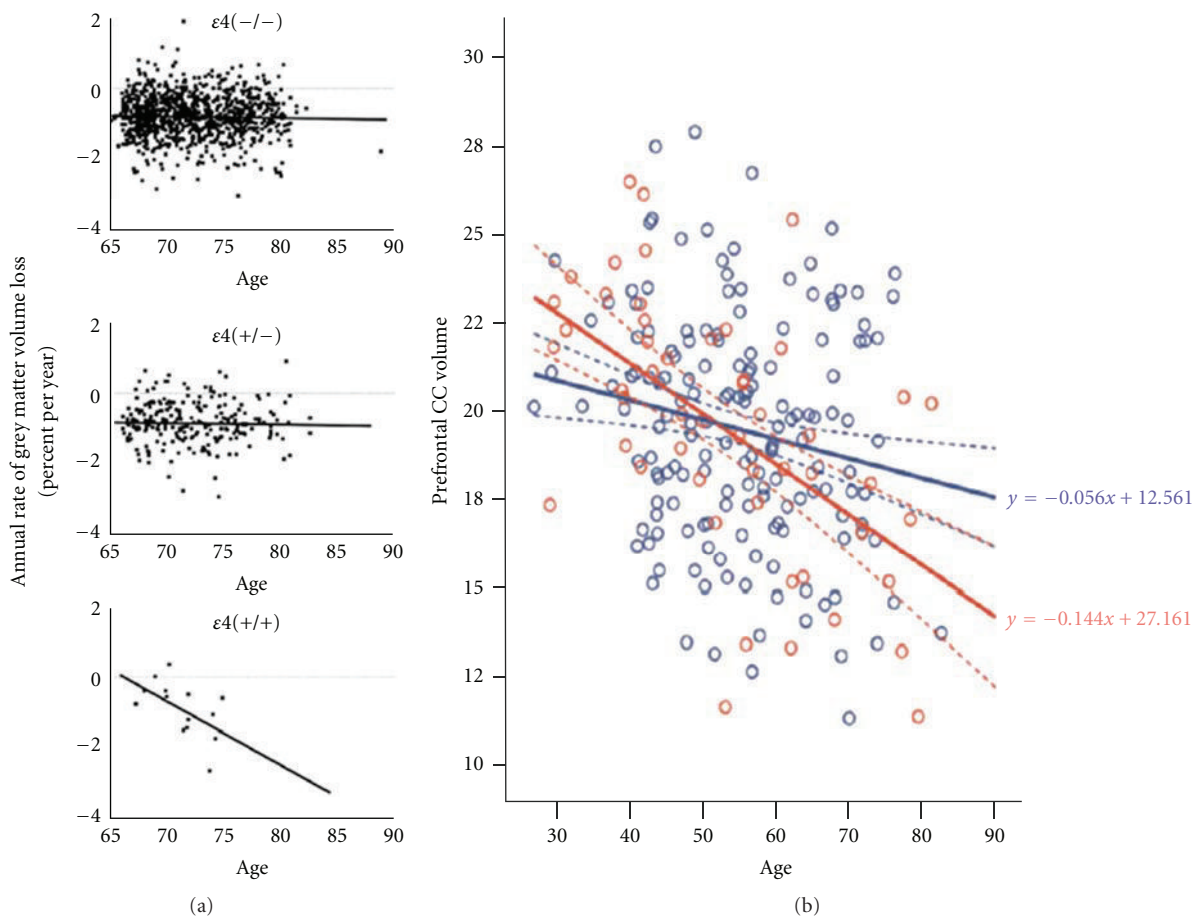 Annual rate of grey matter volume loss
(percent per year)
ε4(−/−)
2
0
−2
−4
65 70 75 80 85 90
Age
ε4(+/−)
2
0
−2
−4
65 70 75 80 85 90
Age
ε4(+/+)
2
0
−2
−4
65 70 75 80 85 90
Age
(a)
Prefrontal CC volume
30
28
25
22
20
18
15
12
10
30 40 50 60 70 80 90
Age
y = −0.056x + 12.561
y = −0.144x + 27.161
(b)